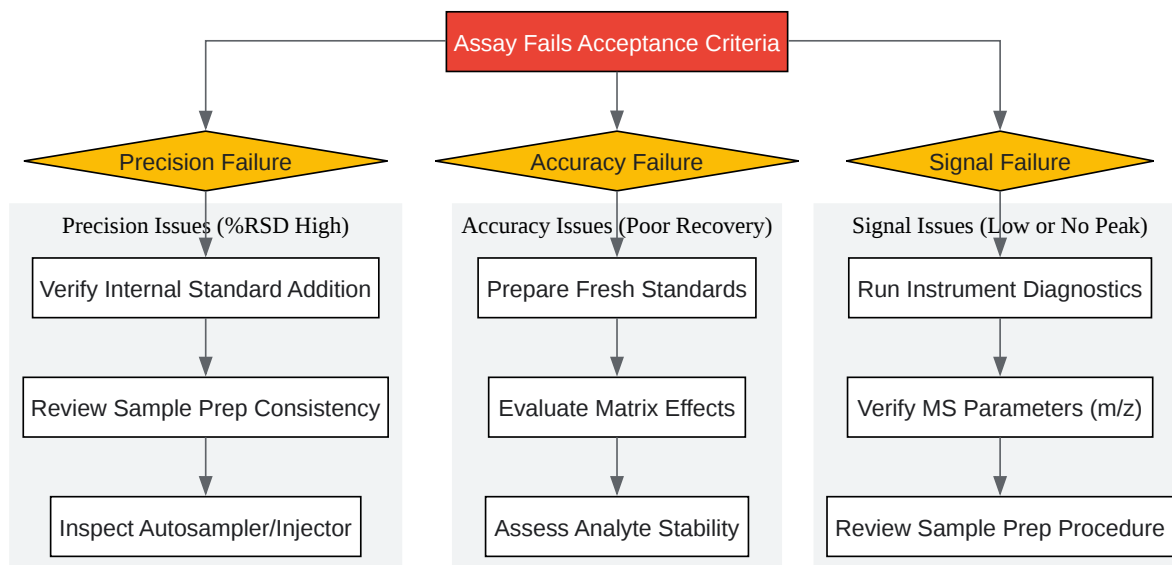 Assay Fails Acceptance Criteria
Precision Failure
Accuracy Failure
Signal Failure
Precision Issues (%RSD High)
Accuracy Issues (Poor Recovery)
Signal Issues (Low or No Peak)
Verify Internal Standard Addition
Prepare Fresh Standards
Run Instrument Diagnostics
Review Sample Prep Consistency
Evaluate Matrix Effects
Verify MS Parameters (m/z)
Inspect Autosampler/Injector
Assess Analyte Stability
Review Sample Prep Procedure